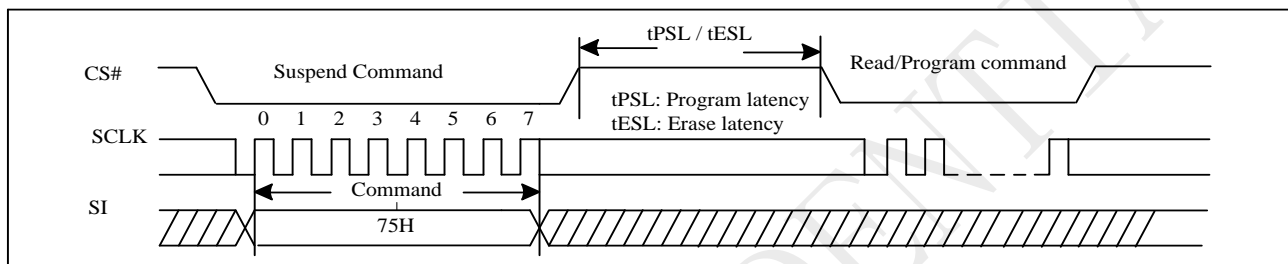 tPSL / tESL
CS#
Suspend Command
Read/Program command
tPSL: Program latency
tESL: Erase latency
0 1 2 3 4 5 6 7
SCLK
Command
SI
75H